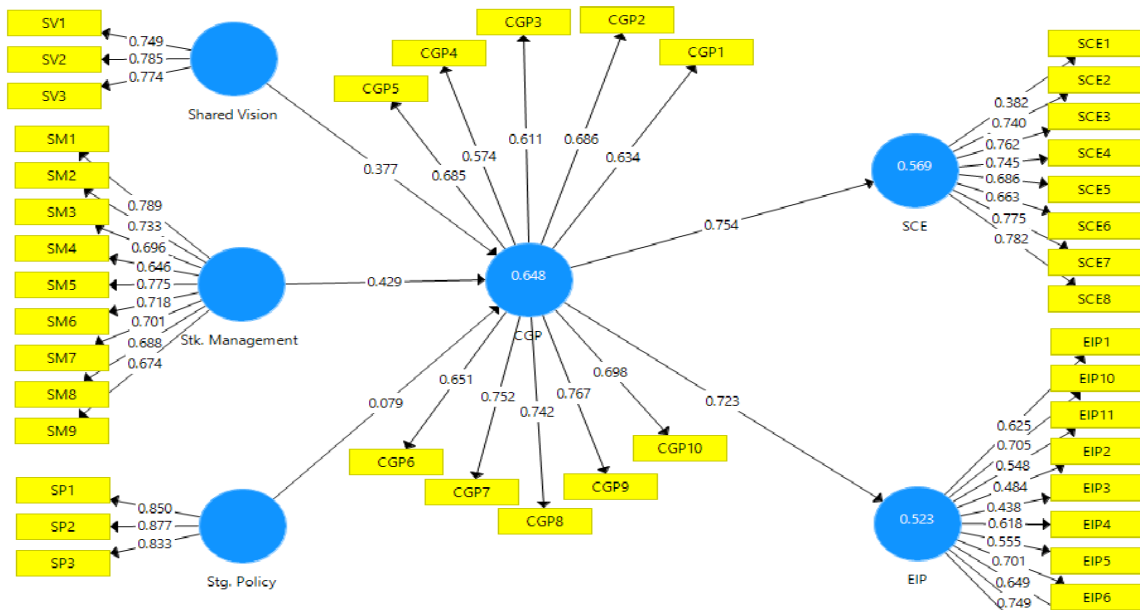 SV1
SV2
SV3
0.749
0.785
0.774
Shared Vision
SM1
SM2
SM3
SM4
SM5
SM6
SM7
SM8
SM9
0.789
0.733
0.696
0.646
0.775
0.718
0.701
0.688
0.674
Stk. Management
SP1
SP2
SP3
0.850
0.877
0.833
Stg. Policy
0.377
0.429
0.079
CGP5
CGP4
CGP3
CGP2
CGP1
0.685
0.574
0.611
0.686
0.634
0.648
CGP
0.651
0.752
0.742
0.767
0.698
CGP6
CGP7
CGP8
CGP9
CGP10
0.754
0.723
0.569
SCE
0.382
0.740
0.762
0.745
0.686
0.663
0.775
0.782
SCE1
SCE2
SCE3
SCE4
SCE5
SCE6
SCE7
SCE8
0.523
EIP
0.625
0.705
0.548
0.484
0.438
0.618
0.555
0.701
0.649
0.749
EIP1
EIP10
EIP11
EIP2
EIP3
EIP4
EIP5
EIP6